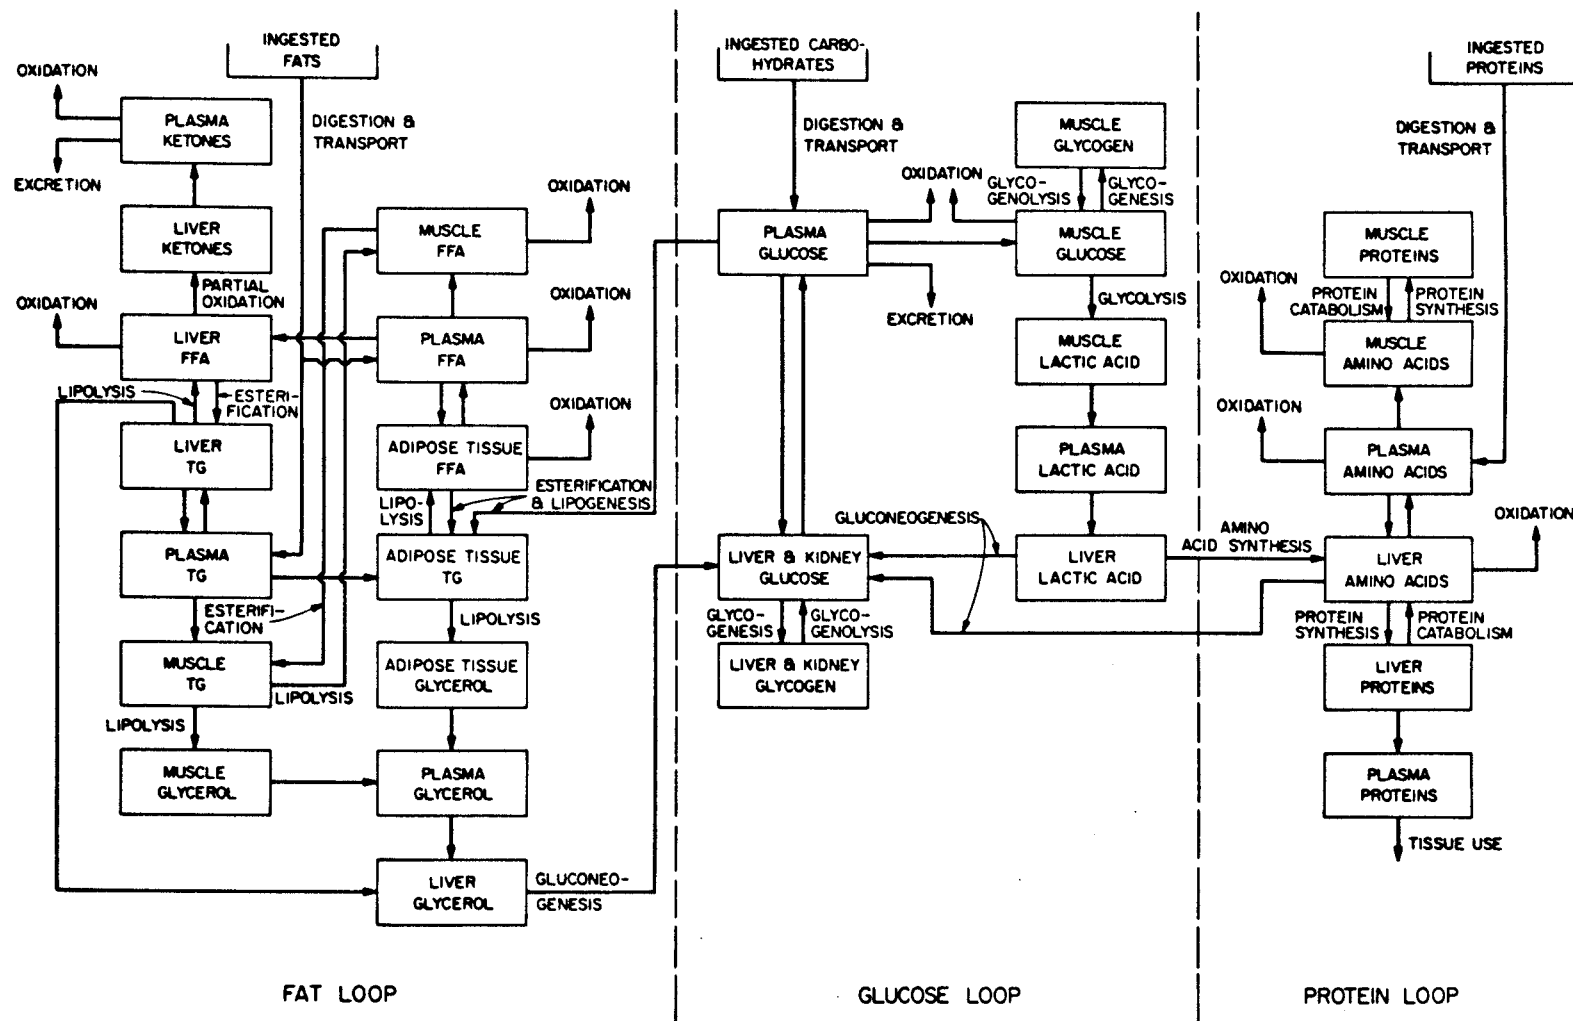 INGESTED
FATS
OXIDATION
PLASMA
KETONES
DIGESTION &
TRANSPORT
EXCRETION
OXIDATION
LIVER
KETONES
MUSCLE
FFA
PARTIAL
OXIDATION
OXIDATION
OXIDATION
LIVER
FFA
PLASMA
FFA
LIPOLYSIS
ESTERI-
FICATION
OXIDATION
LIVER
TG
ADIPOSE TISSUE
FFA
LIPO-
LYSIS
ESTERIFICATION
& LIPOGENESIS
PLASMA
TG
ADIPOSE TISSUE
TG
ESTERIFI-
CATION
LIPOLYSIS
MUSCLE
TG
LIPOLYSIS
ADIPOSE TISSUE
GLYCEROL
LIPOLYSIS
MUSCLE
GLYCEROL
PLASMA
GLYCEROL
LIVER
GLYCEROL
GLUCONEO-
GENESIS
FAT LOOP
INGESTED CARBO-
HYDRATES
DIGESTION &
TRANSPORT
MUSCLE
GLYCOGEN
OXIDATION
GLYCO-
GENOLYSIS
GLYCO-
GENESIS
PLASMA
GLUCOSE
MUSCLE
GLUCOSE
GLYCOLYSIS
EXCRETION
MUSCLE
LACTIC ACID
PLASMA
LACTIC ACID
GLUCONEOGENESIS
LIVER & KIDNEY
GLUCOSE
LIVER
LACTIC ACID
AMINO
ACID SYNTHESIS
GLYCO-
GENESIS
GLYCO-
GENOLYSIS
LIVER & KIDNEY
GLYCOGEN
GLUCOSE LOOP
INGESTED
PROTEINS
DIGESTION &
TRANSPORT
MUSCLE
PROTEINS
OXIDATION
PROTEIN
CATABOLISM
PROTEIN
SYNTHESIS
MUSCLE
AMINO ACIDS
OXIDATION
PLASMA
AMINO ACIDS
OXIDATION
LIVER
AMINO ACIDS
PROTEIN
SYNTHESIS
PROTEIN
CATABOLISM
LIVER
PROTEINS
PLASMA
PROTEINS
TISSUE USE
PROTEIN LOOP